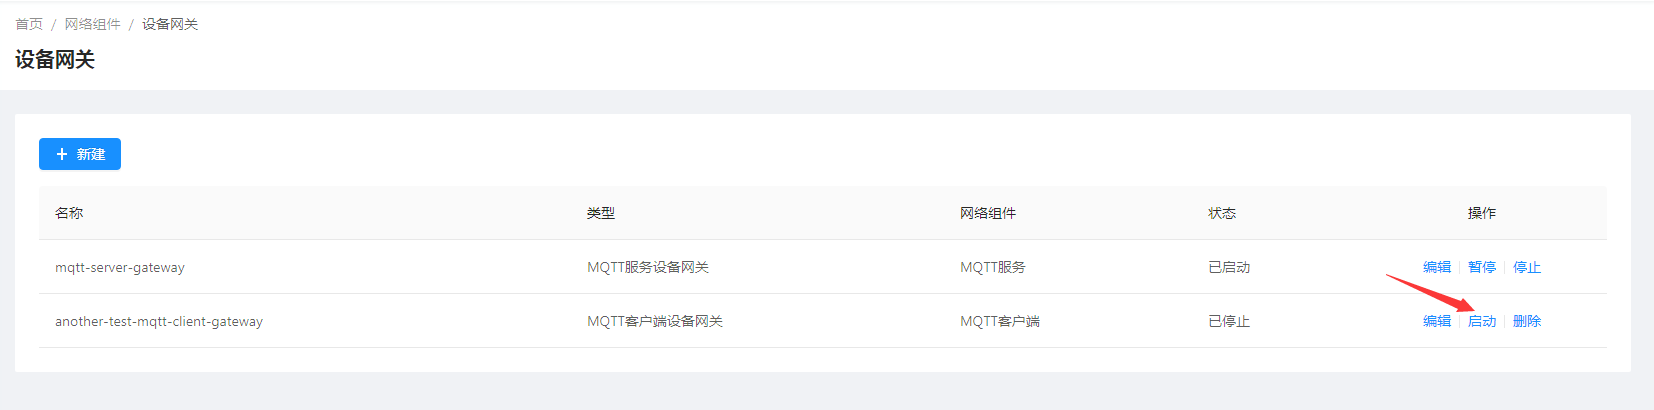 首页 / 网络组件 / 设备网关
设备网关
+ 新建
名称 类型 网络组件 状态 操作
mqtt-server-gateway MQTT服务设备网关 MQTT服务 已启动 编辑 暂停 停止
another-test-mqtt-client-gateway MQTT客户端设备网关 MQTT客户端 已停止 编辑 启动 删除